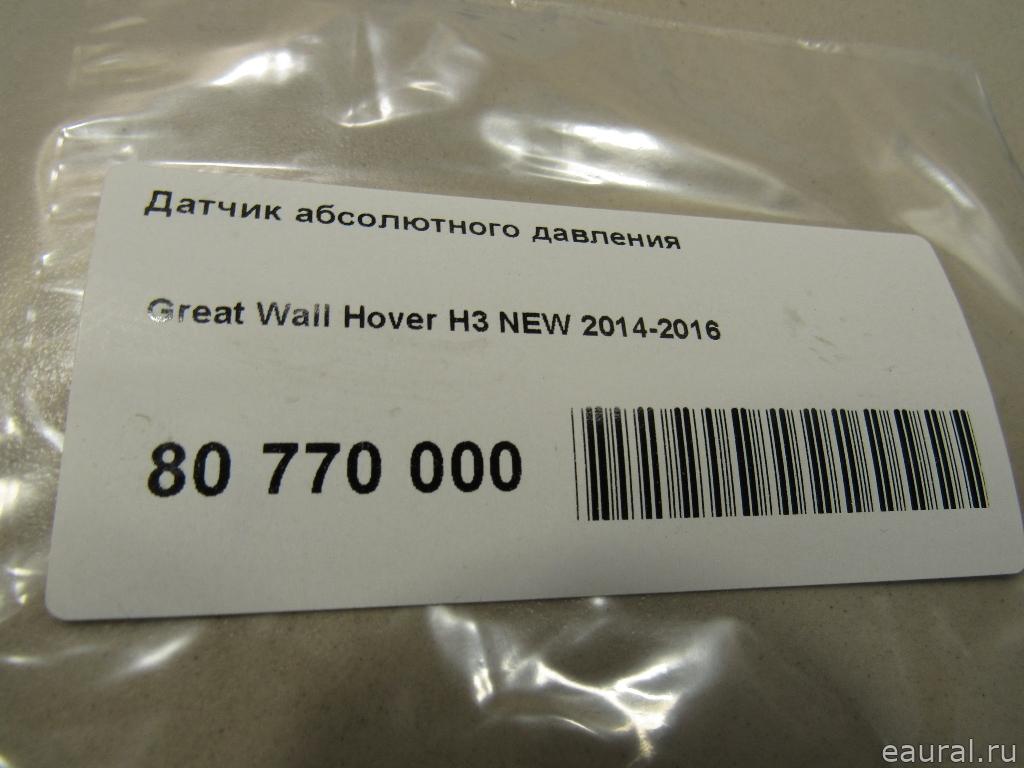 Датчик абсолютного давления
Great Wall Hover H3 NEW 2014-2016
80 770 000
eaural.ru